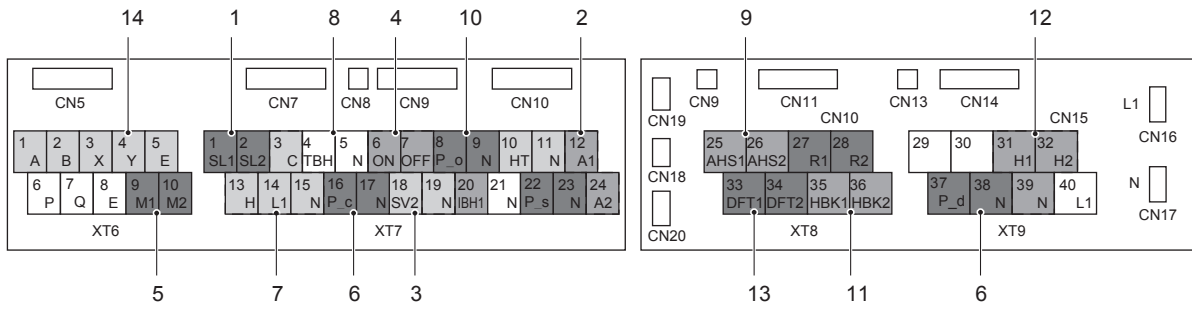 14 1 8 4 10 2 9 12
CN5 CN7 CN8 CN9 CN10 CN19 CN9 CN11 CN13 CN14 L1 CN16
CN10 CN15
1 2 3 4 5 1 2 3 4 5 6 7 8 9 10 11 12 25 26 27 28 29 30 31 32
A B X Y E SL1 SL2 C TBH N ON OFF P_o N HT N A1 CN18 AHS1 AHS2 R1 R2 H1 H2
6 7 8 9 10 13 14 15 16 17 18 19 20 21 22 23 24 33 34 35 36 37 38 39 40 N
P Q E M1 M2 H L1 N P_c N SV2 N IBH1 N P_s N A2 DFT1 DFT2 HBK1 HBK2 P_d N N L1 CN17
XT6 XT7 CN20 XT8 XT9
5 7 6 3 13 11 6